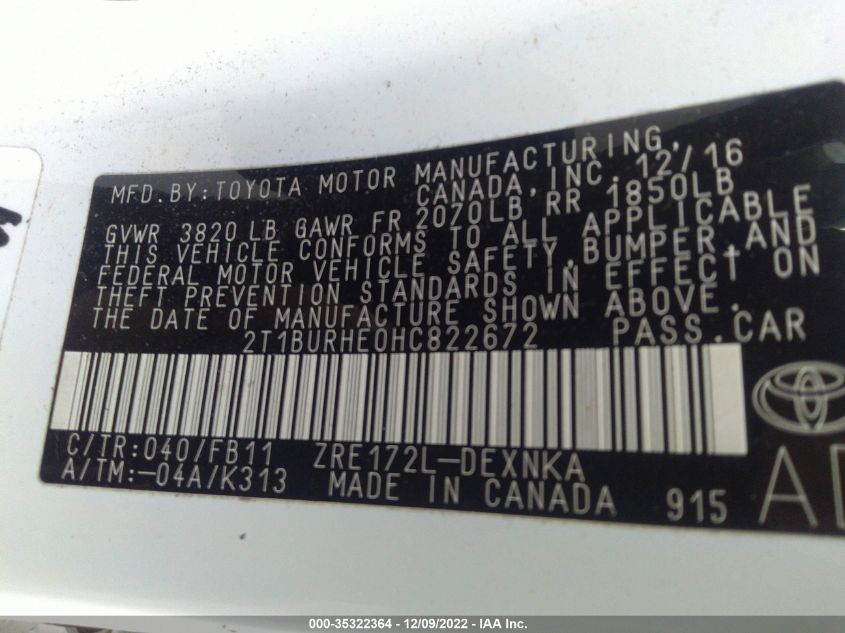 MFD.BY:TOYOTA MOTOR MANUFACTURING,
CANADA,INC. 12/16
GVWR 3820 LB GAWR FR 2070LB RR 1850LB
THIS VEHICLE CONFORMS TO ALL APPLICABLE
FEDERAL MOTOR VEHICLE SAFETY,BUMPER,AND
THEFT PREVENTION STANDARDS IN EFFECT ON
THE DATE OF MANUFACTURE SHOWN ABOVE.
2T1BURHE0HC822672 PASS.CAR
C/TR:040/FB11 ZRE172L-DEXNKA
A/TM:-04A/K313 MADE IN CANADA 915
000-35322364 - 12/09/2022 - IAA Inc.